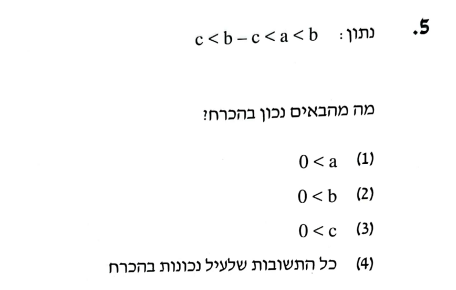 5. נתון: c < b – c < a < b
מה מהבאים נכון בהכרח?
(1) 0 < a
(2) 0 < b
(3) 0 < c
(4) כל התשובות שלעיל נכונות בהכרח